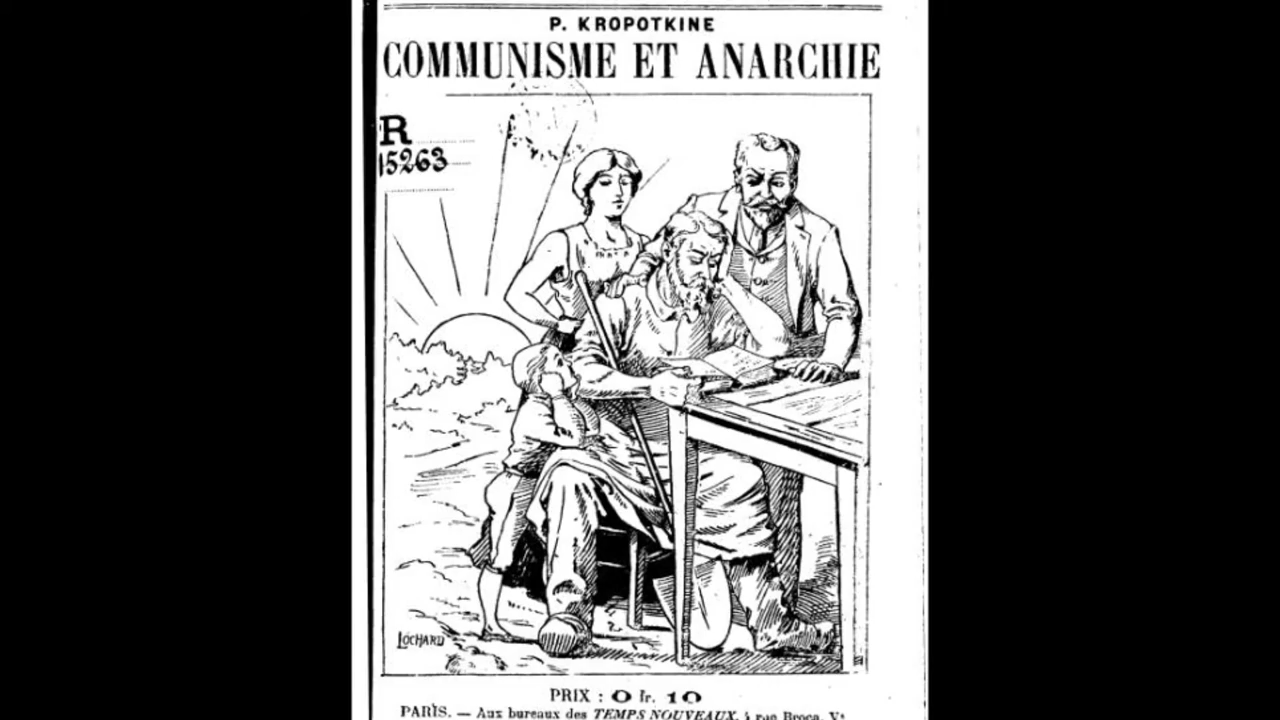 P. KROPOTKINE
COMMUNISME ET ANARCHIE
R
15263
LOCHARD
PRIX : 0 fr. 10
PARIS. — Aux bureaux des TEMPS NOUVEAUX, 4 rue Broca, Vᵉ